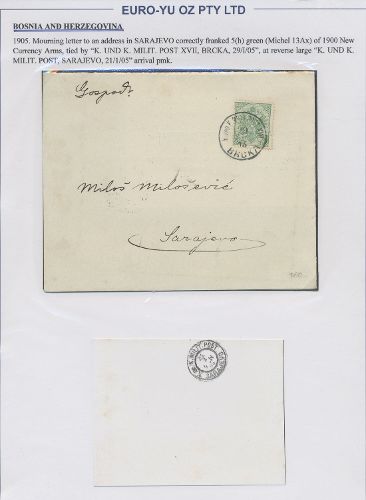 EURO-YU OZ PTY LTD
BOSNIA AND HERZEGOVINA
1905. Mourning letter to an address in SARAJEVO correctly franked 5(h) green (Michel 13Ax) of 1900 New
Currency Arms, tied by “K. UND K. MILIT. POST XVII, BRCKA, 29/I/05”, at reverse large “K. UND K.
MILIT. POST, SARAJEVO, 21/1/05” arrival pmk.
Gospodr.
BRCKA
Miloš Milošević
Sarajevo